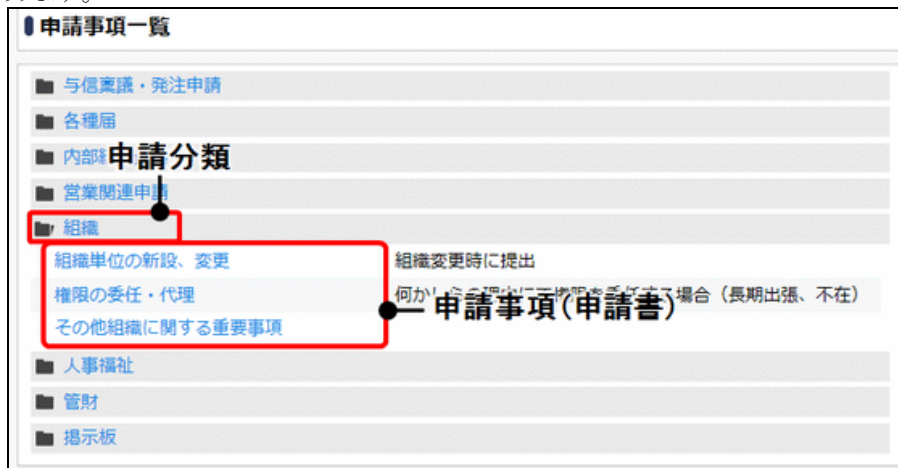 申請事項一覧
与信稟議・発注申請
各種届
内部
申請分類
営業関連申請
組織
組織単位の新設、変更 組織変更時に提出
権限の委任・代理 場合（長期出張、不在）
申請事項(申請書)
その他組織に関する重要事項
人事福祉
管財
掲示板